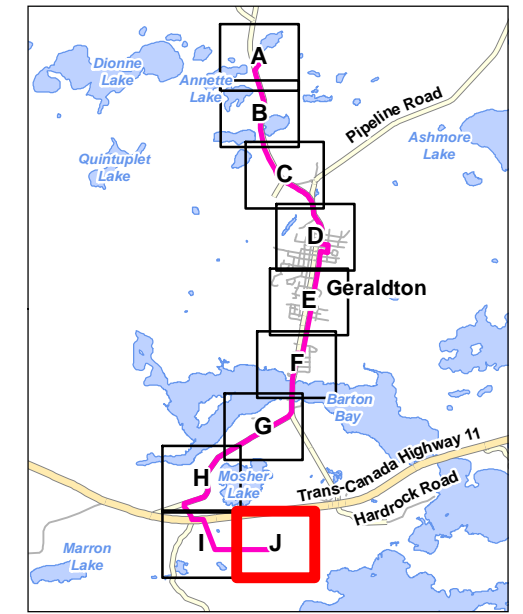 A
Dionne
Lake
Annette
Lake
B
Pipeline Road
Ashmore
Lake
Quintuplet
Lake
C
D
E
Geraldton
F
Barton
Bay
G
Trans-Canada Highway 11
H
Mosher
Lake
Hardrock Road
I
J
Marron
Lake